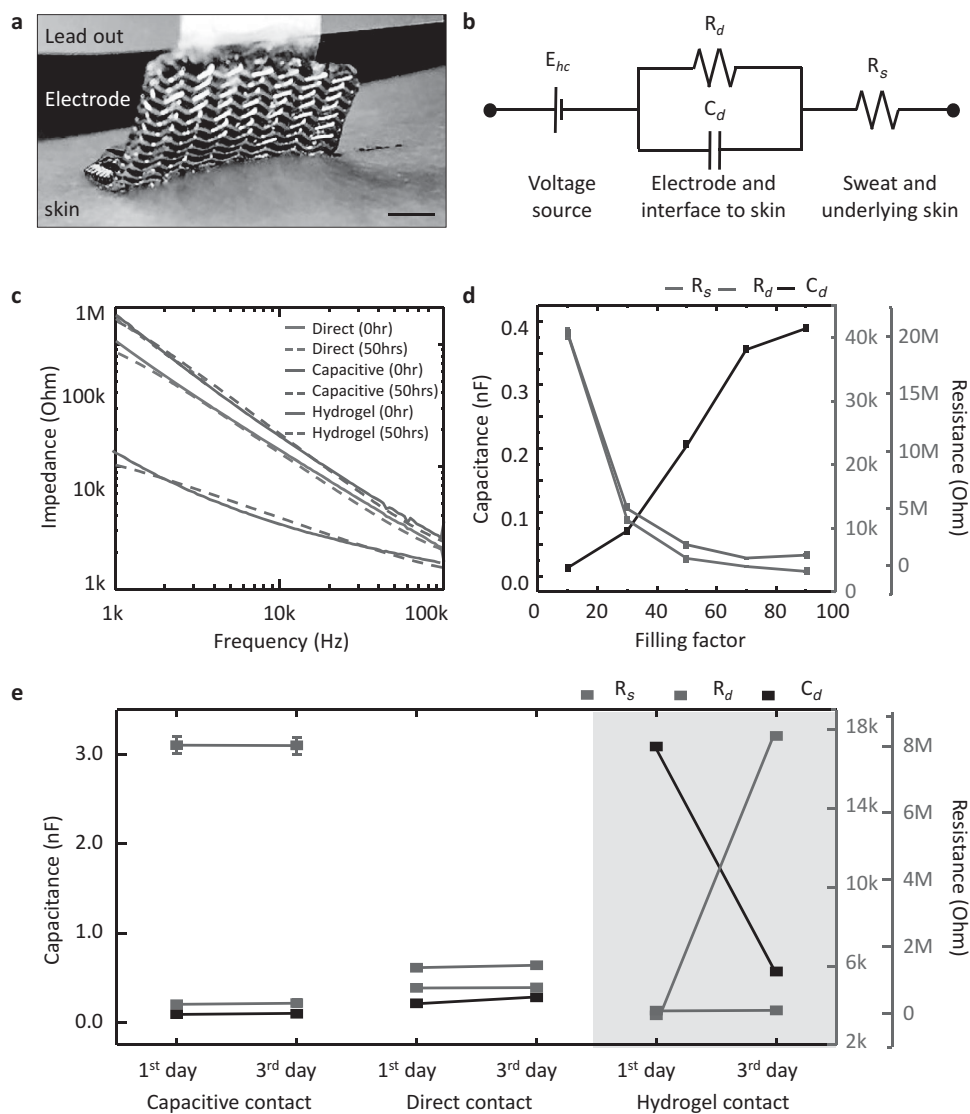 a
Lead out
Electrode
skin
b
E_hc
R_d
C_d
R_s
Voltage
source
Electrode and
interface to skin
Sweat and
underlying skin
c
1M
100k
10k
1k
Impedance (Ohm)
Direct (0hr)
Direct (50hrs)
Capacitive (0hr)
Capacitive (50hrs)
Hydrogel (0hr)
Hydrogel (50hrs)
1k 10k 100k
Frequency (Hz)
d
R_s R_d C_d
0.4
0.3
0.2
0.1
0.0
Capacitance (nF)
40k
30k
20k
10k
0
20M
15M
10M
5M
0
Resistance (Ohm)
0 20 40 60 80 100
Filling factor
e
R_s R_d C_d
3.0
2.0
1.0
0.0
Capacitance (nF)
18k
14k
10k
6k
2k
8M
6M
4M
2M
0
Resistance (Ohm)
1st day 3rd day 1st day 3rd day 1st day 3rd day
Capacitive contact Direct contact Hydrogel contact